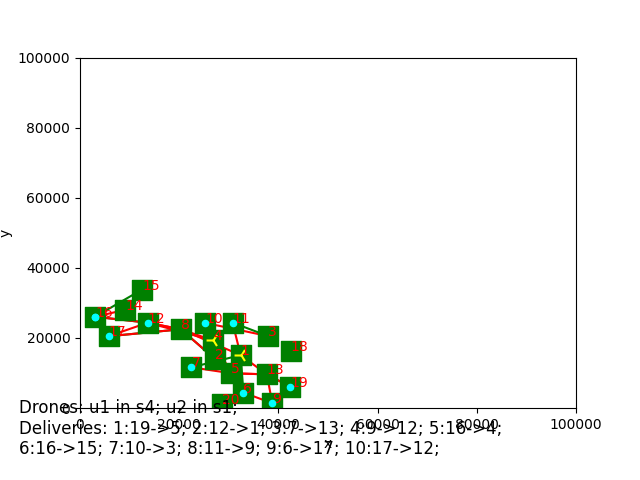 100000
80000
60000
40000
20000
0
y
0 20000 40000 60000 80000 100000
x
15
14
16
17
12
10
11
18
13
19
Drones: u1 in s4; u2 in s1;
Deliveries: 1:19->5; 2:12->1; 3:7->13; 4:9->12; 5:16->4;
6:16->15; 7:10->3; 8:11->9; 9:6->17; 10:17->12;